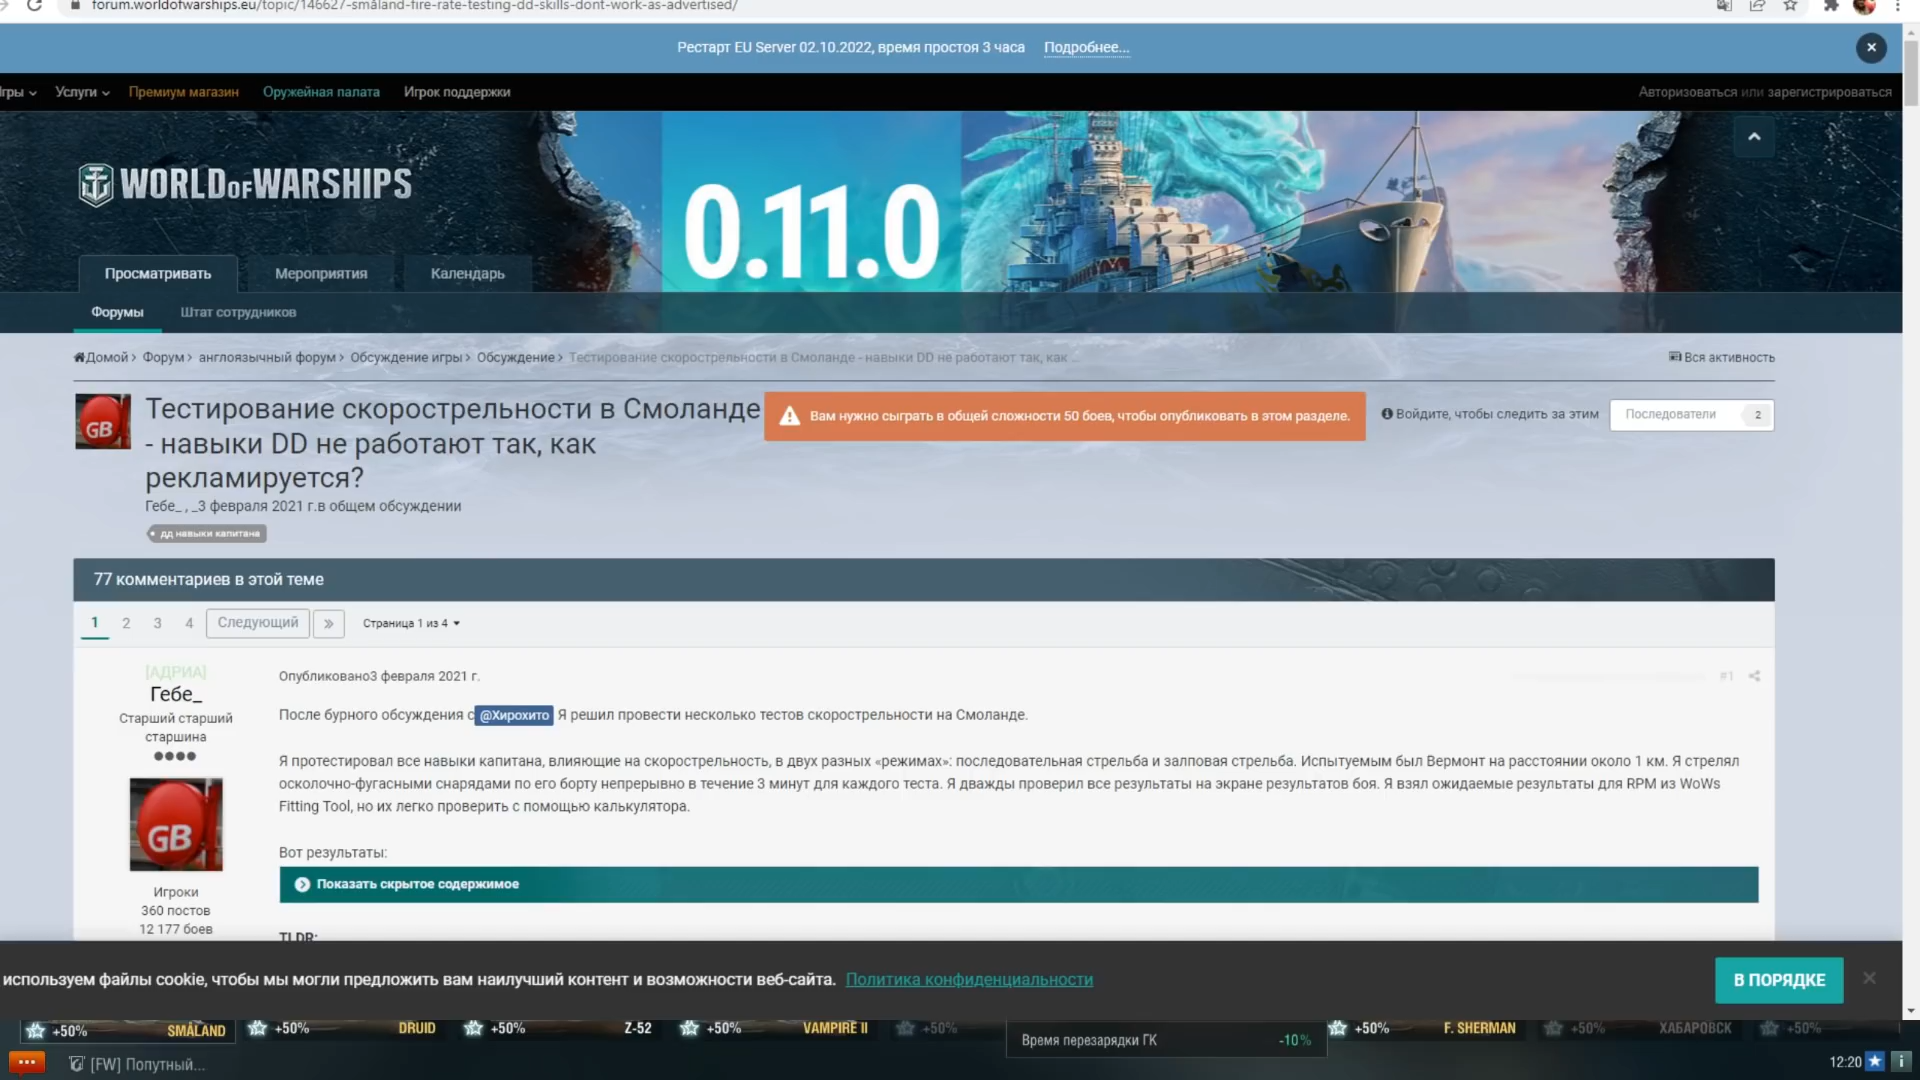 forum.worldofwarships.eu/topic/146627-småland-fire-rate-testing-dd-skills-dont-work-as-advertised/
Рестарт EU Server 02.10.2022, время простоя 3 часа Подробнее...
Услуги Премиум магазин Оружейная палата Игрок поддержки Авторизоваться или зарегистрироваться
WORLD OF WARSHIPS
0.11.0
Просматривать Мероприятия Календарь
Форумы Штат сотрудников
Домой > Форум > англоязычный форум > Обсуждение игры > Обсуждение > Тестирование скорострельности в Смоланде - навыки DD не работают так, как ... Вся активность
GB
Тестирование скорострельности в Смоланде
- навыки DD не работают так, как
рекламируется?
Вам нужно сыграть в общей сложности 50 боев, чтобы опубликовать в этом разделе.
Войдите, чтобы следить за этим Последователи 2
Гебе_ , _3 февраля 2021 г.в общем обсуждении
дд навыки капитана
77 комментариев в этой теме
1 2 3 4 Следующий » Страница 1 из 4
[АДРИА]
Гебе_
Старший старший
старшина
GB
Игроки
360 постов
12 177 боев
Опубликовано3 февраля 2021 г. #1
После бурного обсуждения с @Хирохито Я решил провести несколько тестов скорострельности на Смоланде.
Я протестировал все навыки капитана, влияющие на скорострельность, в двух разных «режимах»: последовательная стрельба и залповая стрельба. Испытуемым был Вермонт на расстоянии около 1 км. Я стрелял
осколочно-фугасными снарядами по его борту непрерывно в течение 3 минут для каждого теста. Я дважды проверил все результаты на экране результатов боя. Я взял ожидаемые результаты для RPM из WoWs
Fitting Tool, но их легко проверить с помощью калькулятора.
Вот результаты:
Показать скрытое содержимое
TLDR:
используем файлы cookie, чтобы мы могли предложить вам наилучший контент и возможности веб-сайта. Политика конфиденциальности
В ПОРЯДКЕ
+50% SMÅLAND +50% DRUID +50% Z-52 +50% VAMPIRE II +50% +50% F. SHERMAN +50% ХАБАРОВСК +50%
Время перезарядки ГК -10%
[FW] Попутный...
12:20